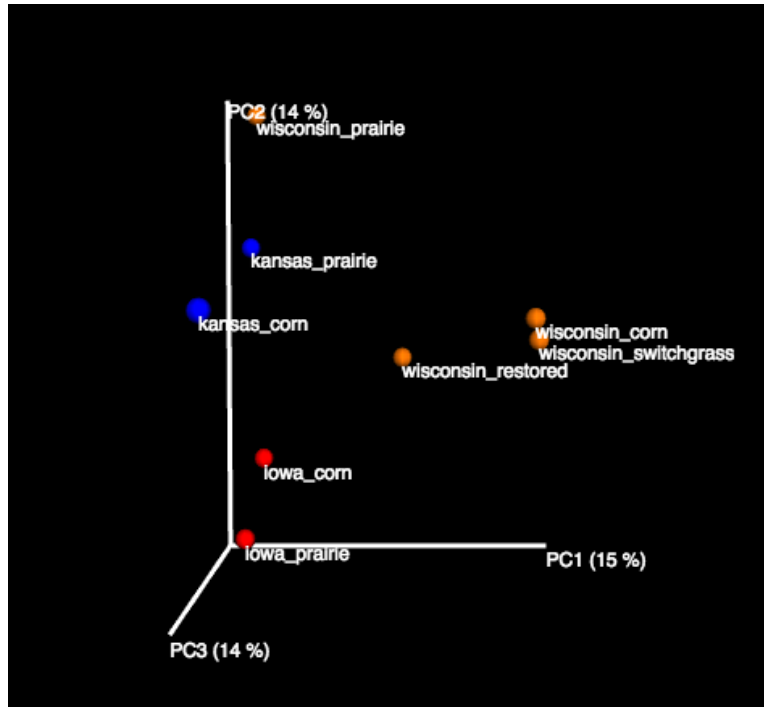 PC2 (14 %)
wisconsin_prairie
kansas_prairie
kansas_corn
wisconsin_corn
wisconsin_switchgrass
wisconsin_restored
iowa_corn
iowa_prairie
PC1 (15 %)
PC3 (14 %)